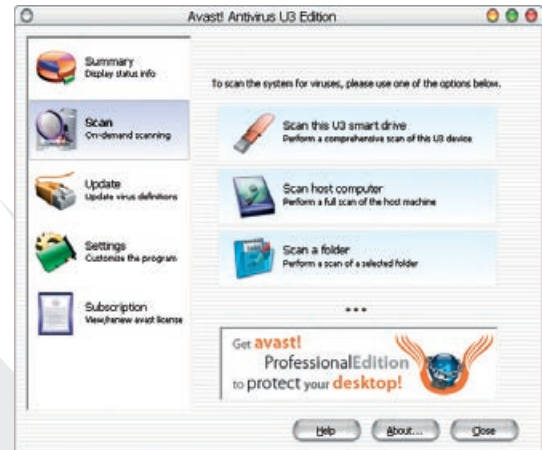 Avast! Antivirus U3 Edition
Summary
Display status info
Scan
On-demand scanning
Update
Update virus definitions
Settings
Customize the program
Subscription
View/renew avast license
To scan the system for viruses, please use one of the options below.
Scan this U3 smart drive
Perform a comprehensive scan of this U3 device
Scan host computer
Perform a full scan of the host machine
Scan a folder
Perform a scan of a selected folder
...
Get avast!
ProfessionalEdition
to protect your desktop!
Help
About...
Close